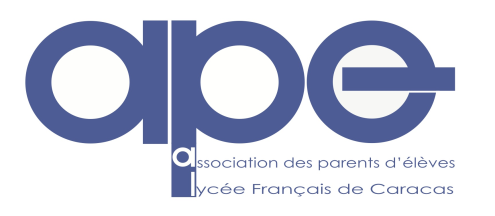 ape
association des parents d'élèves
lycée Français de Caracas